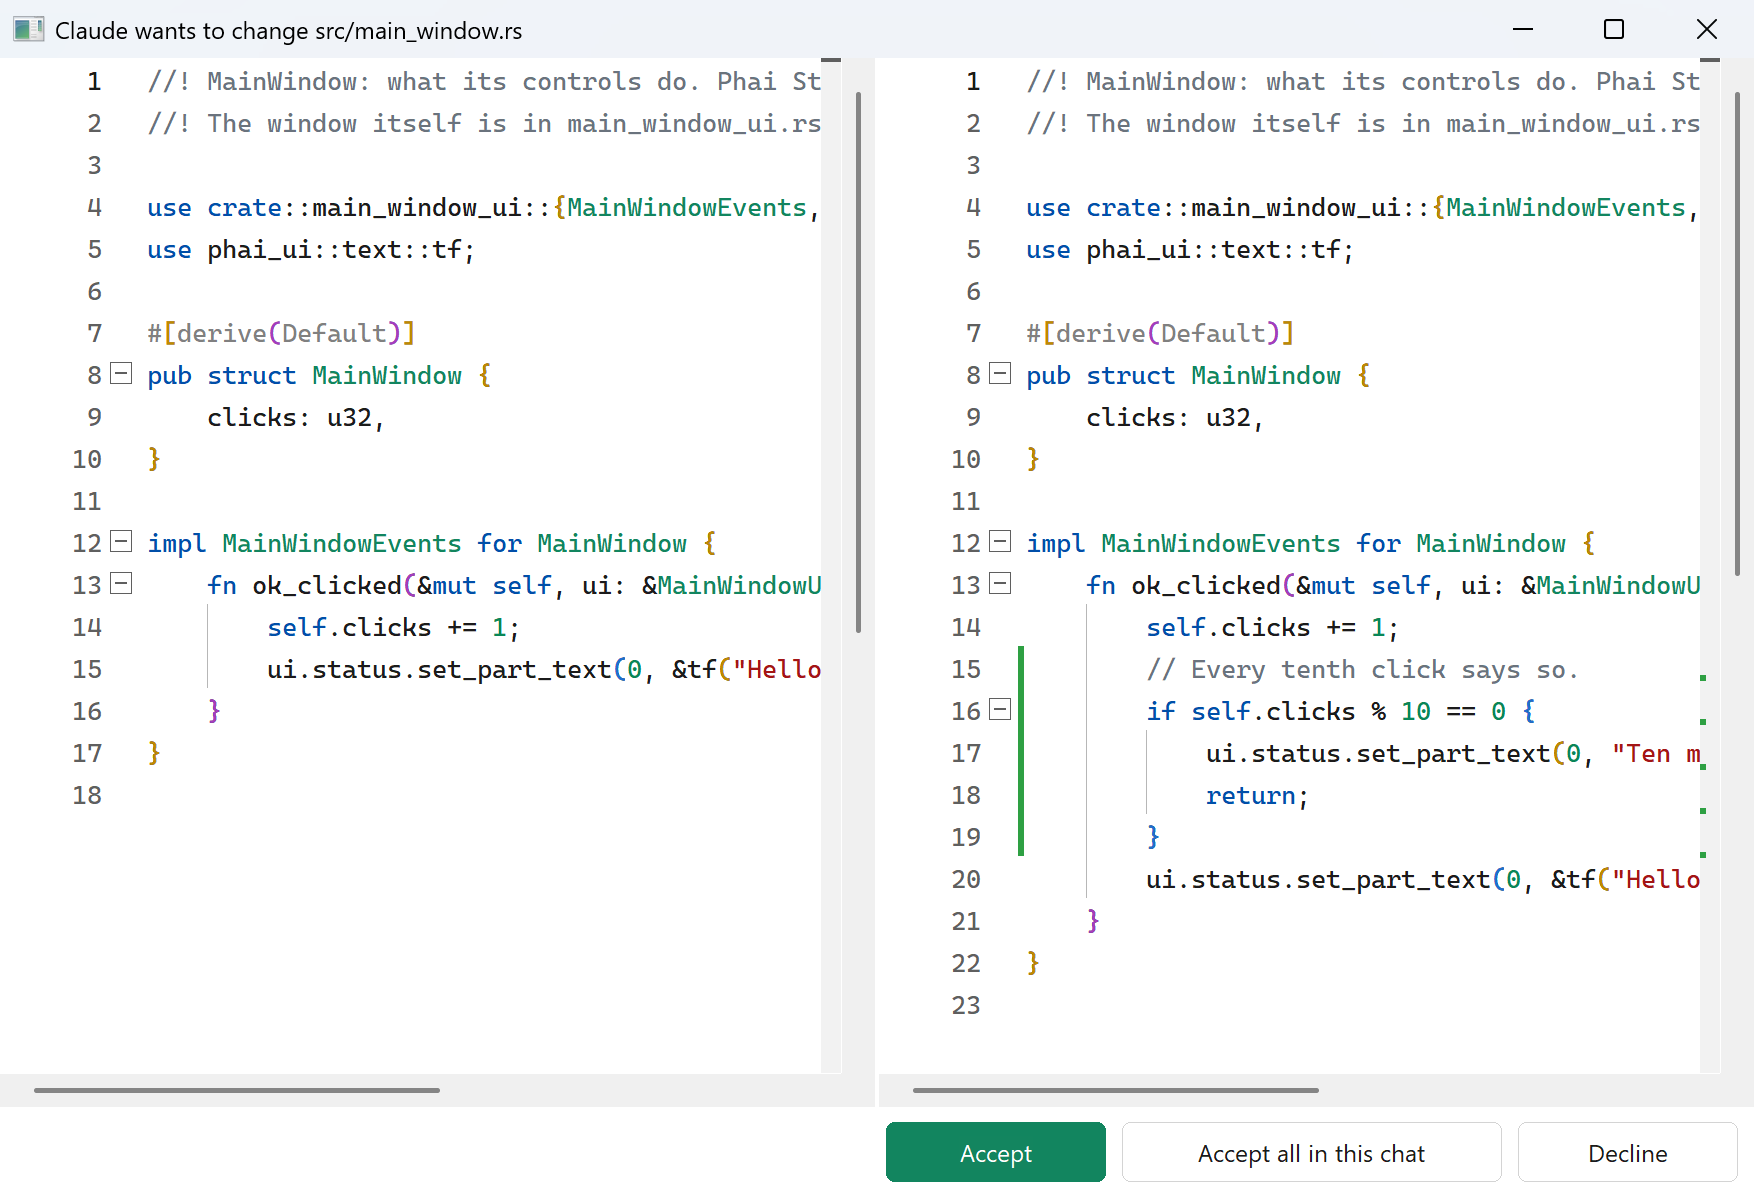 Claude wants to change src/main_window.rs
1 //! MainWindow: what its controls do. Phai St
2 //! The window itself is in main_window_ui.rs
3
4 use crate::main_window_ui::{MainWindowEvents,
5 use phai_ui::text::tf;
6
7 #[derive(Default)]
8 pub struct MainWindow {
9     clicks: u32,
10 }
11
12 impl MainWindowEvents for MainWindow {
13     fn ok_clicked(&mut self, ui: &MainWindowU
14         self.clicks += 1;
15         ui.status.set_part_text(0, &tf("Hello
16     }
17 }
18
1 //! MainWindow: what its controls do. Phai St
2 //! The window itself is in main_window_ui.rs
3
4 use crate::main_window_ui::{MainWindowEvents,
5 use phai_ui::text::tf;
6
7 #[derive(Default)]
8 pub struct MainWindow {
9     clicks: u32,
10 }
11
12 impl MainWindowEvents for MainWindow {
13     fn ok_clicked(&mut self, ui: &MainWindowU
14         self.clicks += 1;
15         // Every tenth click says so.
16         if self.clicks % 10 == 0 {
17             ui.status.set_part_text(0, "Ten m
18             return;
19         }
20         ui.status.set_part_text(0, &tf("Hello
21     }
22 }
23
Accept
Accept all in this chat
Decline